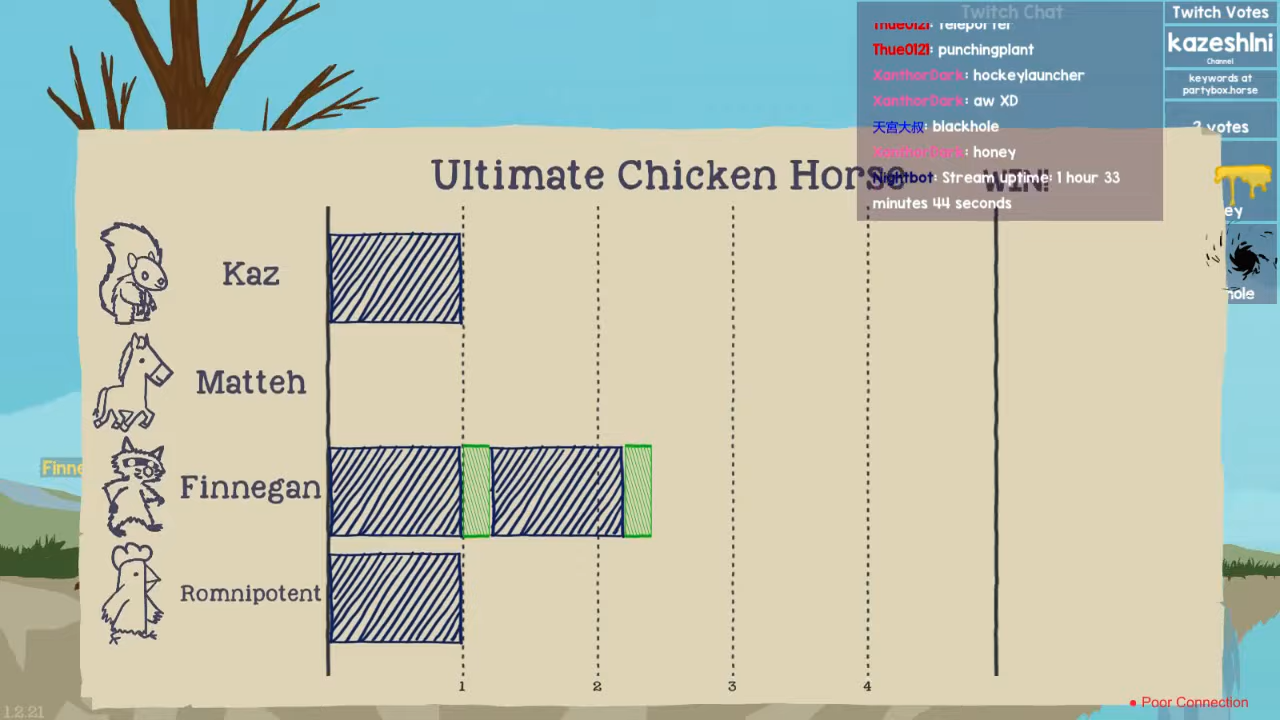 Twitch Chat
Thue0121: teleporter
Thue0121: punchingplant
XanthorDark: hockeylauncher
XanthorDark: aw XD
天宮大叔: blackhole
XanthorDark: honey
Nightbot: Stream uptime: 1 hour 33
minutes 44 seconds
Twitch Votes
kazeshini
Channel
keywords at
partybox.horse
2 votes
ey
hole
Ultimate Chicken Horse
WIN!
Kaz
Matteh
Finne
Finnegan
Romnipotent
1 2 3 4
1.2.21
Poor Connection